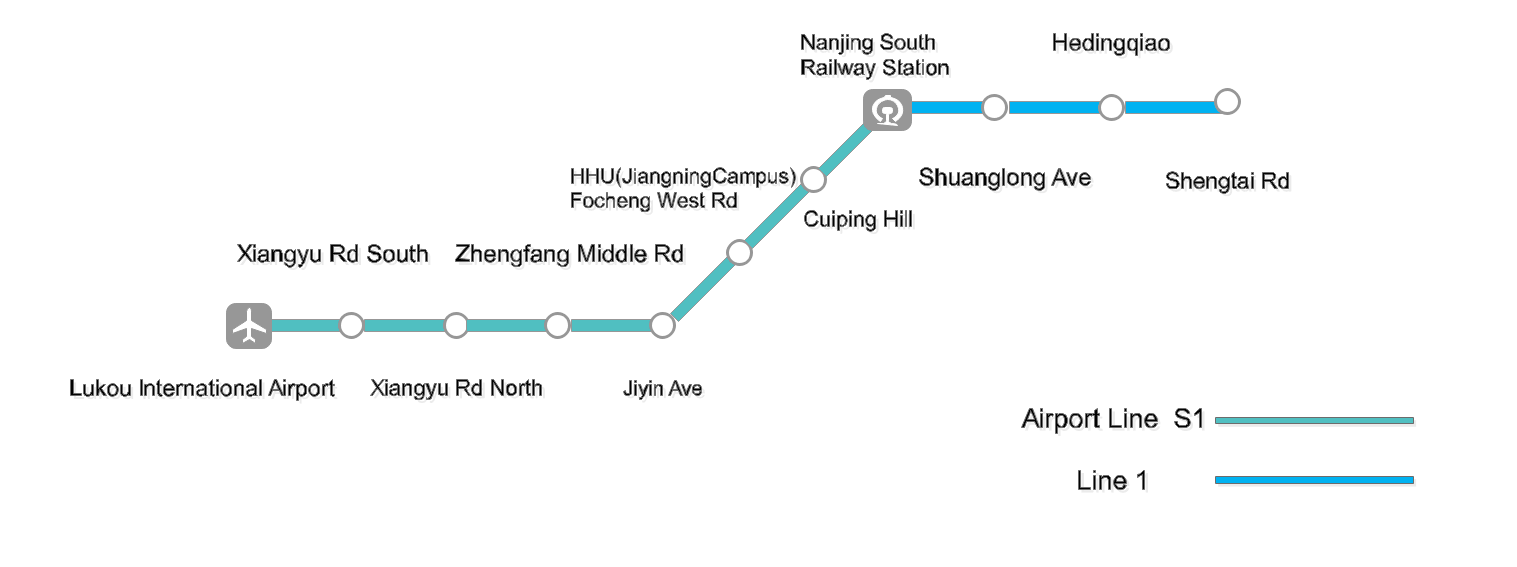 Nanjing South
Railway Station
Hedingqiao
HHU(JiangningCampus)
Focheng West Rd
Shuanglong Ave
Shengtai Rd
Cuiping Hill
Xiangyu Rd South
Zhengfang Middle Rd
Lukou International Airport
Xiangyu Rd North
Jiyin Ave
Airport Line S1
Line 1